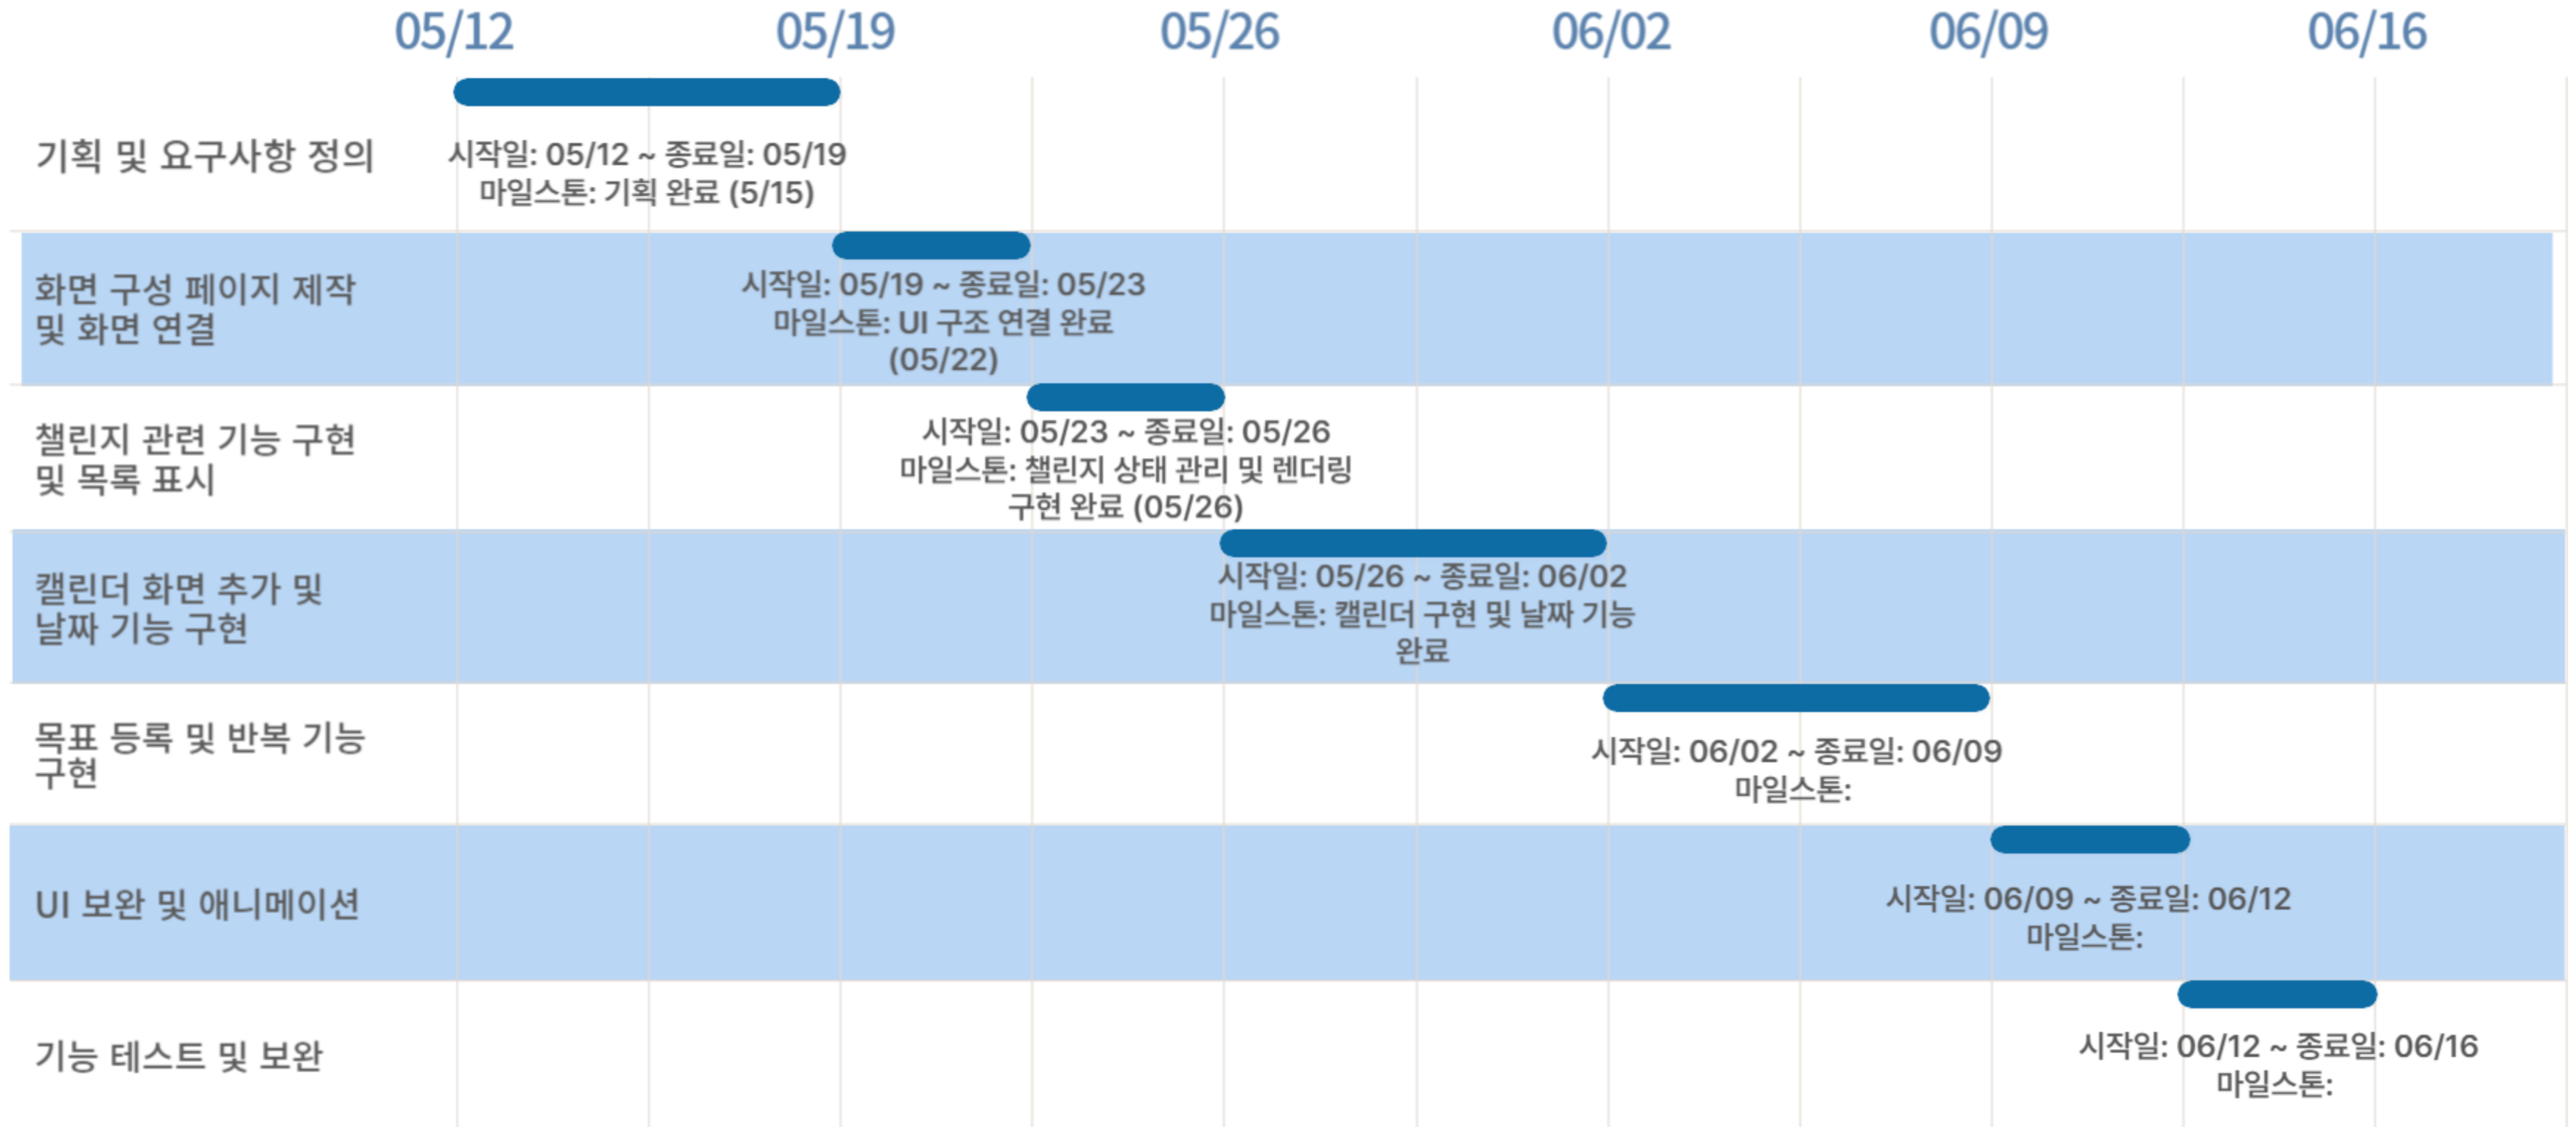 05/12 05/19 05/26 06/02 06/09 06/16
기획 및 요구사항 정의
시작일: 05/12 ~ 종료일: 05/19
마일스톤: 기획 완료 (5/15)
화면 구성 페이지 제작
및 화면 연결
시작일: 05/19 ~ 종료일: 05/23
마일스톤: UI 구조 연결 완료
(05/22)
챌린지 관련 기능 구현
및 목록 표시
시작일: 05/23 ~ 종료일: 05/26
마일스톤: 챌린지 상태 관리 및 렌더링
구현 완료 (05/26)
캘린더 화면 추가 및
날짜 기능 구현
시작일: 05/26 ~ 종료일: 06/02
마일스톤: 캘린더 구현 및 날짜 기능
완료
목표 등록 및 반복 기능
구현
시작일: 06/02 ~ 종료일: 06/09
마일스톤:
UI 보완 및 애니메이션
시작일: 06/09 ~ 종료일: 06/12
마일스톤:
기능 테스트 및 보완
시작일: 06/12 ~ 종료일: 06/16
마일스톤: